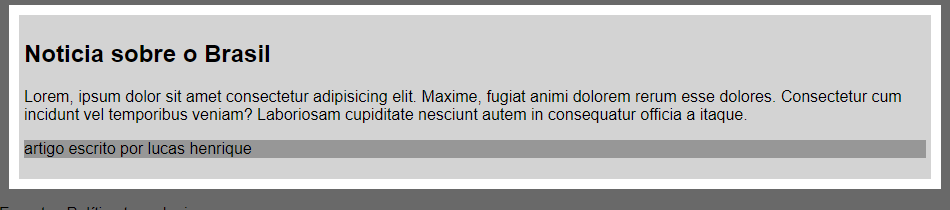 Noticia sobre o Brasil
Lorem, ipsum dolor sit amet consectetur adipisicing elit. Maxime, fugiat animi dolorem rerum esse dolores. Consectetur cum
incidunt vel temporibus veniam? Laboriosam cupiditate nesciunt autem in consequatur officia a itaque.
artigo escrito por lucas henrique